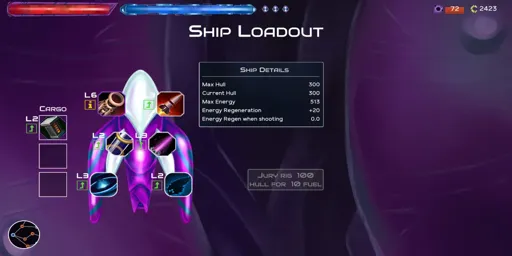 72 2423
Ship Loadout
Ship Details
Max Hull 300
Current Hull 300
Max Energy 513
Energy Regeneration +20
Energy Regen when shooting 0.0
L6
Cargo
L2
L2 L3
L3 L2
Jury rig 100
hull for 10 fuel